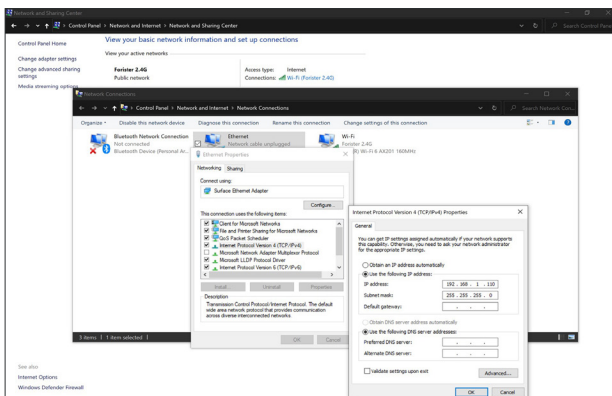 Network and Sharing Center
Control Panel > Network and Internet > Network and Sharing Center
Search Control Panel
Control Panel Home
Change adapter settings
Change advanced sharing
settings
Media streaming options
View your basic network information and set up connections
View your active networks
Forister 2.4G
Public network
Access type: Internet
Connections: Wi-Fi (Forister 2.4G)
Network Connections
Control Panel > Network and Internet > Network Connections
Search Network Con...
Organize
Disable this network device
Diagnose this connection
Rename this connection
Change settings of this connection
Bluetooth Network Connection
Not connected
Bluetooth Device (Personal Ar...
Ethernet
Network cable unplugged
Wi-Fi
Forister 2.4G
(R) Wi-Fi 6 AX201 160MHz
Ethernet Properties
Networking
Sharing
Connect using:
Surface Ethernet Adapter
Configure...
This connection uses the following items:
Client for Microsoft Networks
File and Printer Sharing for Microsoft Networks
QoS Packet Scheduler
Internet Protocol Version 4 (TCP/IPv4)
Microsoft Network Adapter Multiplexor Protocol
Microsoft LLDP Protocol Driver
Internet Protocol Version 6 (TCP/IPv6)
Install...
Uninstall
Properties
Description
Transmission Control Protocol/Internet Protocol. The default
wide area network protocol that provides communication
across diverse interconnected networks.
OK
Cancel
3 items
1 item selected
Internet Protocol Version 4 (TCP/IPv4) Properties
General
You can get IP settings assigned automatically if your network supports
this capability. Otherwise, you need to ask your network administrator
for the appropriate IP settings.
Obtain an IP address automatically
Use the following IP address:
IP address: 192 . 168 . 1 . 110
Subnet mask: 255 . 255 . 255 . 0
Default gateway: . . .
Obtain DNS server address automatically
Use the following DNS server addresses:
Preferred DNS server: . . .
Alternate DNS server: . . .
Validate settings upon exit
Advanced...
OK
Cancel
See also
Internet Options
Windows Defender Firewall